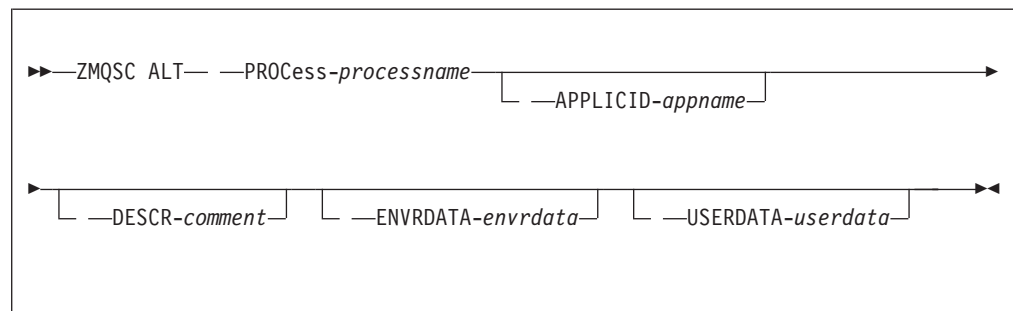 ZMQSC ALT PROCess-processname
APPLICID-appname
DESCR-comment ENVRDATA-envrdata USERDATA-userdata